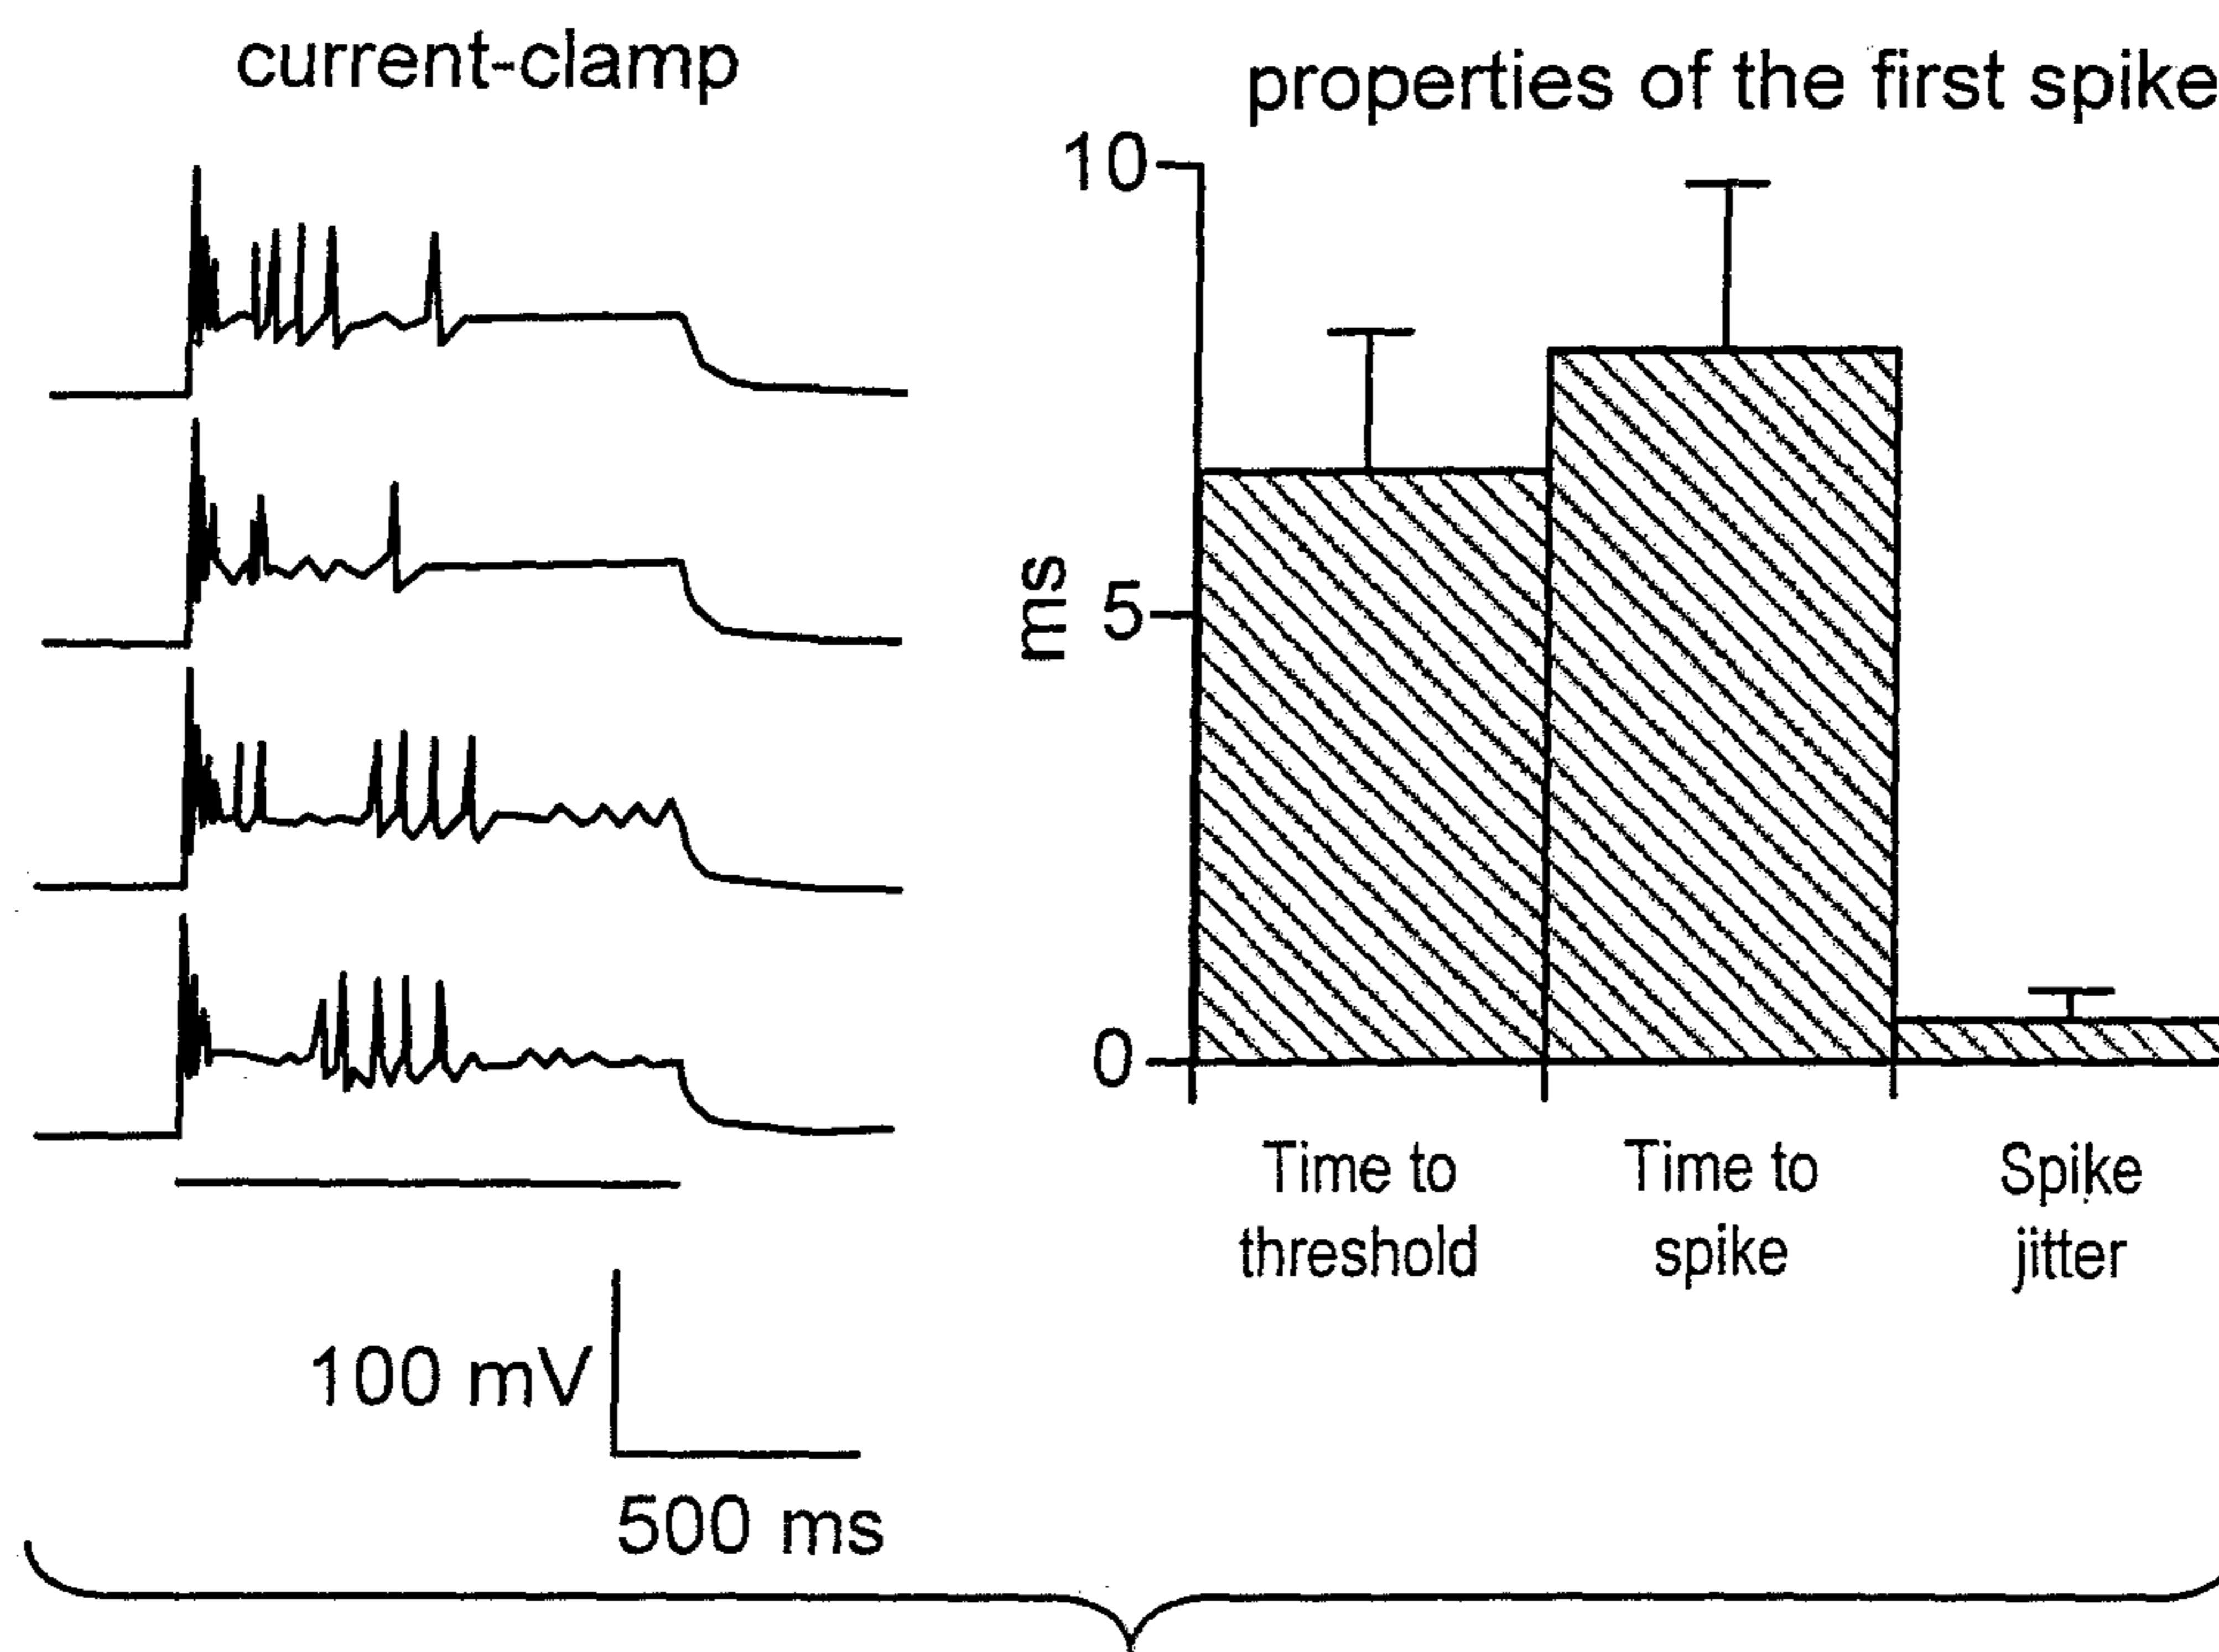 current-clamp
properties of the first spike
10
5
0
ms
Time to
threshold
Time to
spike
Spike
jitter
100 mV
500 ms